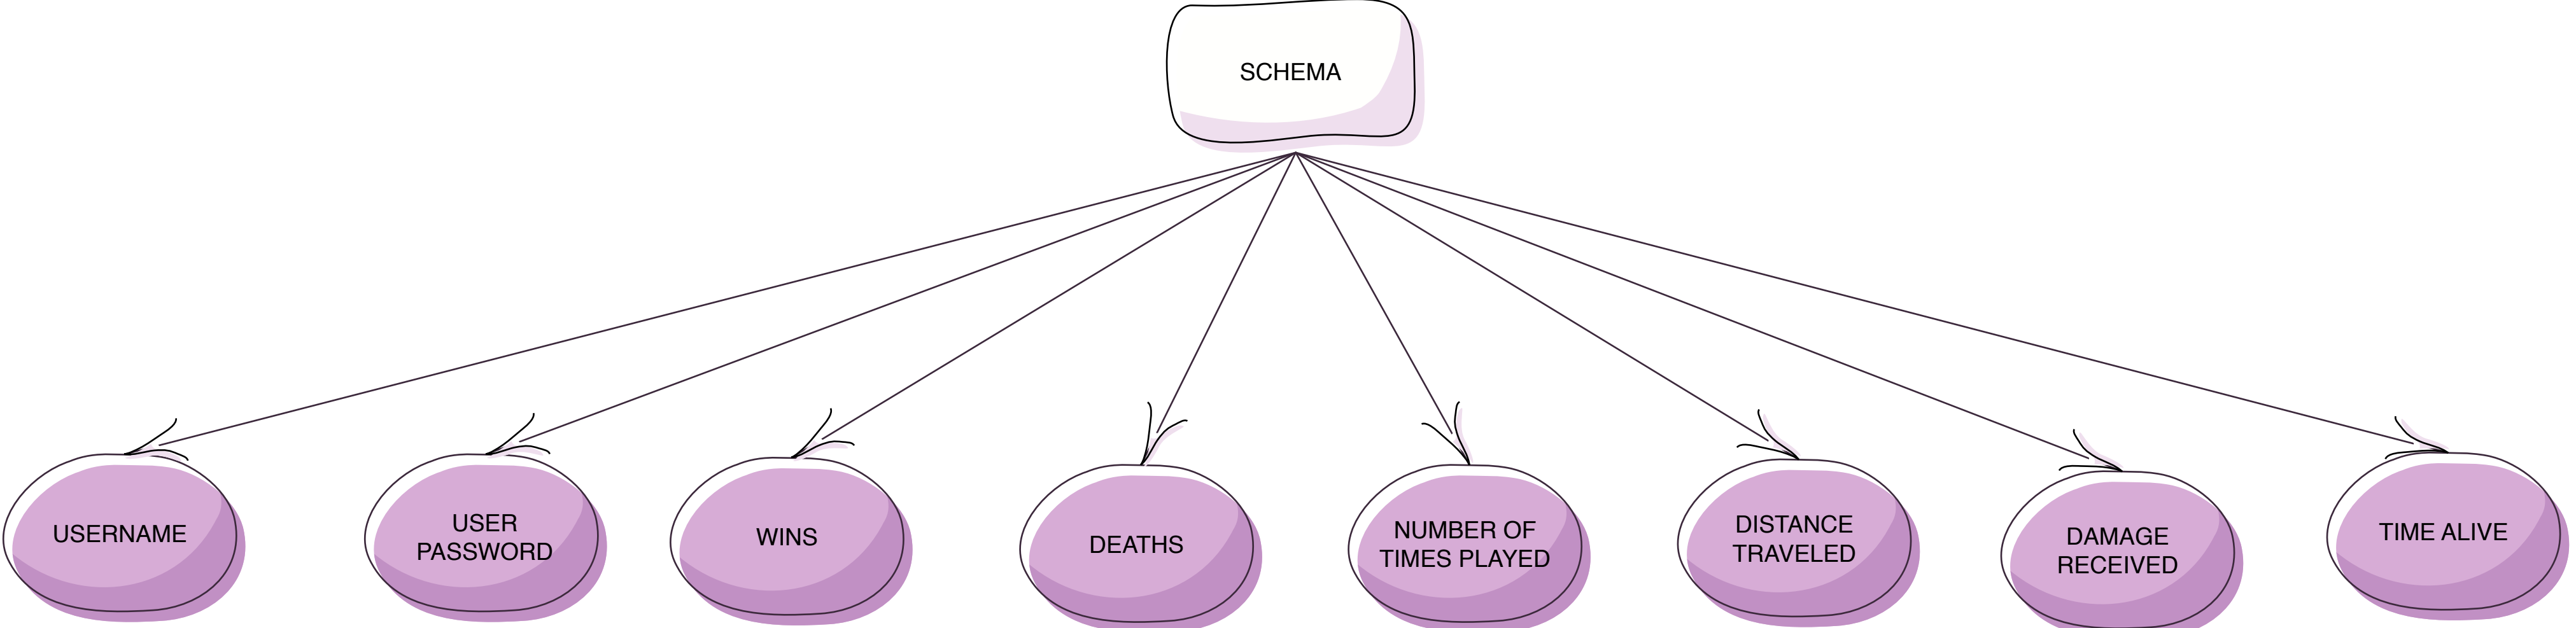 SCHEMA
USERNAME
USER
PASSWORD
WINS
DEATHS
NUMBER OF
TIMES PLAYED
DISTANCE
TRAVELED
DAMAGE
RECEIVED
TIME ALIVE